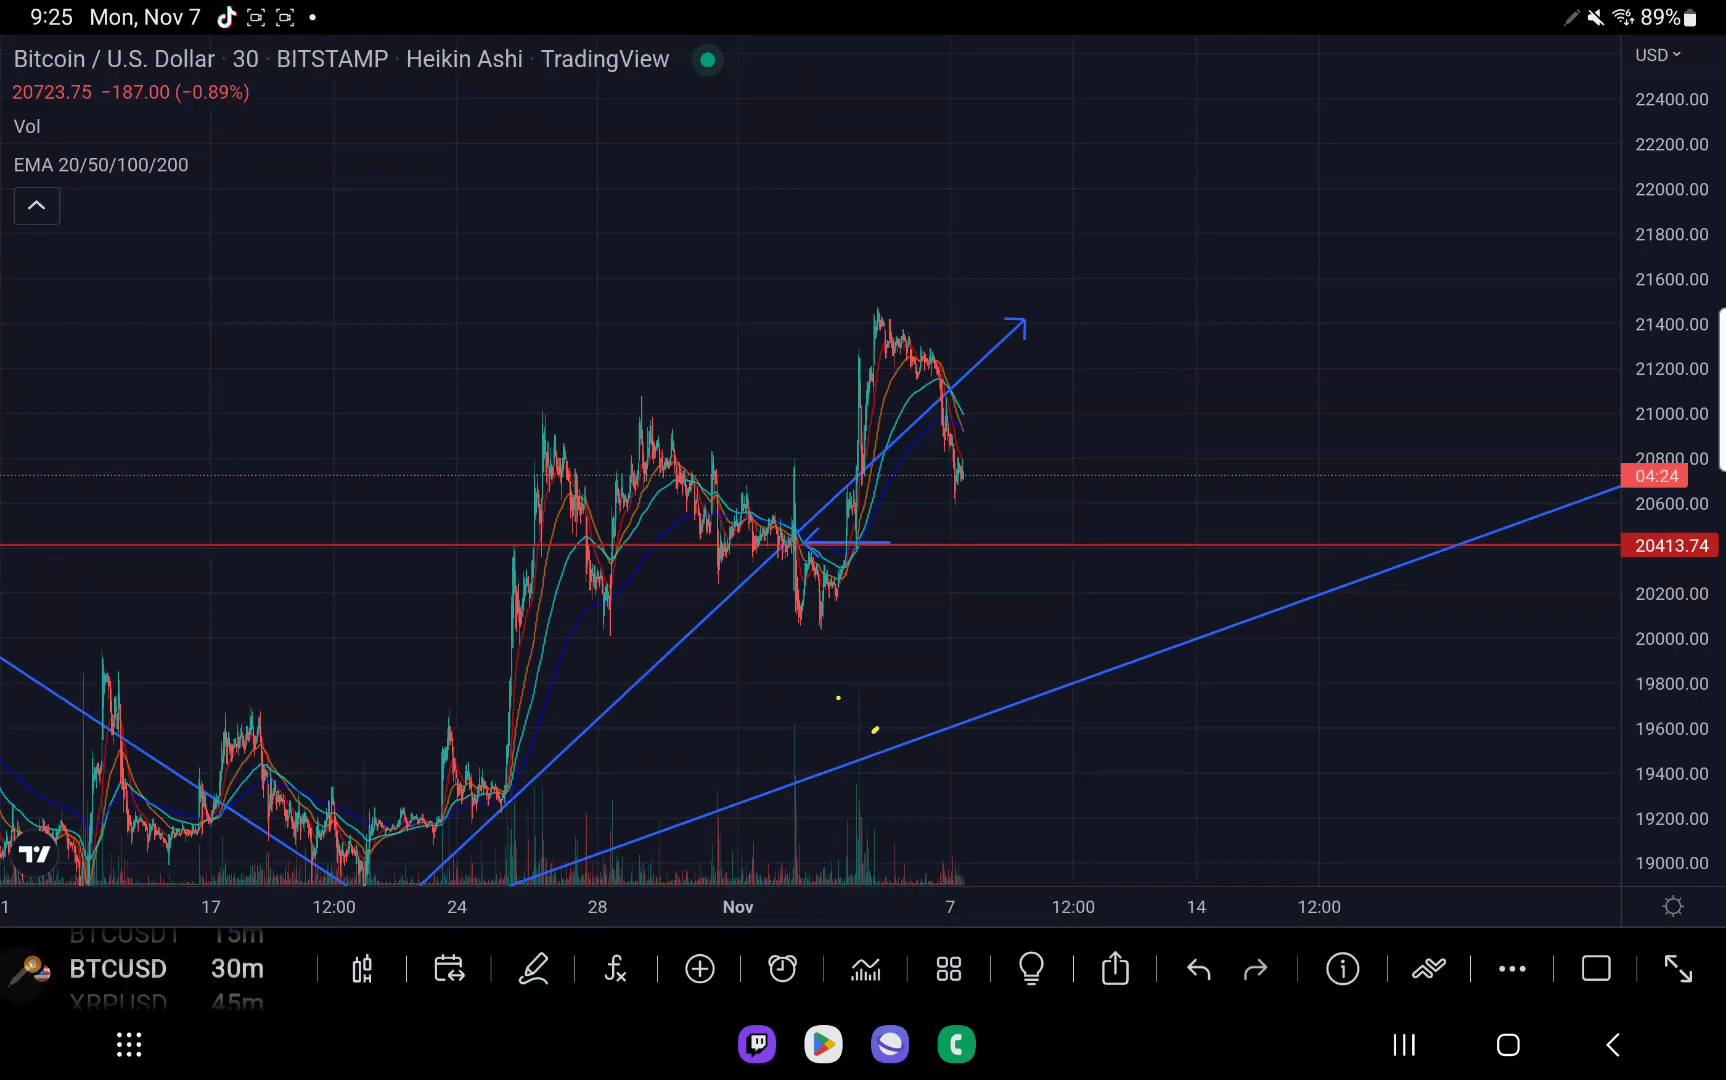 9:25 Mon, Nov 7 89%
Bitcoin / U.S. Dollar · 30 · BITSTAMP · Heikin Ashi · TradingView
20723.75 −187.00 (−0.89%)
Vol
EMA 20/50/100/200
USD
22400.00
22200.00
22000.00
21800.00
21600.00
21400.00
21200.00
21000.00
20800.00
04:24
20600.00
20413.74
20200.00
20000.00
19800.00
19600.00
19400.00
19200.00
19000.00
1 17 12:00 24 28 Nov 7 12:00 14 12:00
BTCUSDT 15m
BTCUSD 30m
XRPUSD 45m